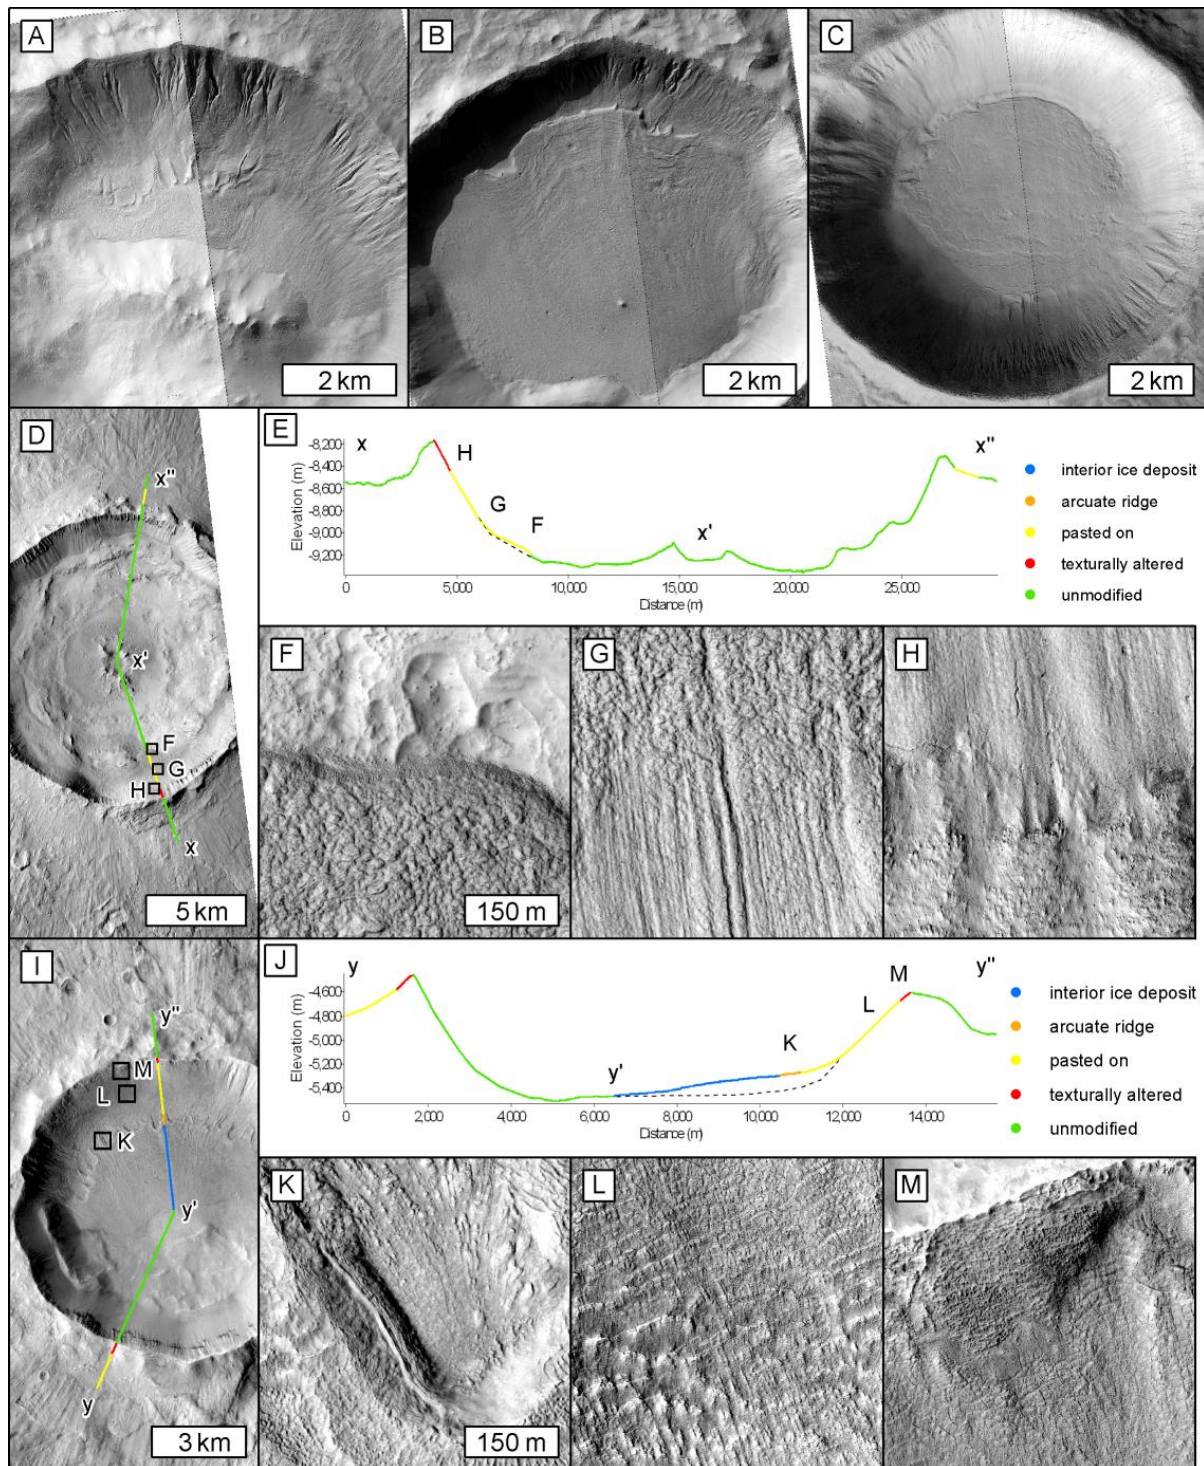 A
B
C
2 km
2 km
2 km
D
x"
x'
F
G
H
x
5 km
E
Elevation (m)
-8,200
-8,400
-8,600
-8,800
-9,000
-9,200
x
H
G
F
x'
x"
0
5,000
10,000
15,000
20,000
25,000
Distance (m)
interior ice deposit
arcuate ridge
pasted on
texturally altered
unmodified
F
150 m
G
H
I
y"
M
L
K
y'
y
3 km
J
Elevation (m)
-4,600
-4,800
-5,000
-5,200
-5,400
y
y'
K
L
M
y"
0
2,000
4,000
6,000
8,000
10,000
12,000
14,000
Distance (m)
interior ice deposit
arcuate ridge
pasted on
texturally altered
unmodified
K
150 m
L
M